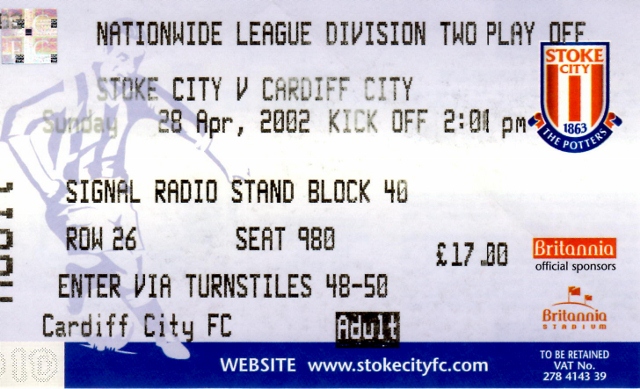 NATIONWIDE LEAGUE DIVISION TWO PLAY OFF
STOKE CITY V CARDIFF CITY
Sunday 28 Apr, 2002 KICK OFF 2:01 pm
STOKE
CITY
1863
THE POTTERS
SIGNAL RADIO STAND BLOCK 40
ROW 26 SEAT 980
£17.00
ENTER VIA TURNSTILES 48-50
Cardiff City FC Adult
Britannia
official sponsors
Britannia
STADIUM
WEBSITE www.stokecityfc.com
TO BE RETAINED
VAT No.
278 4143 39